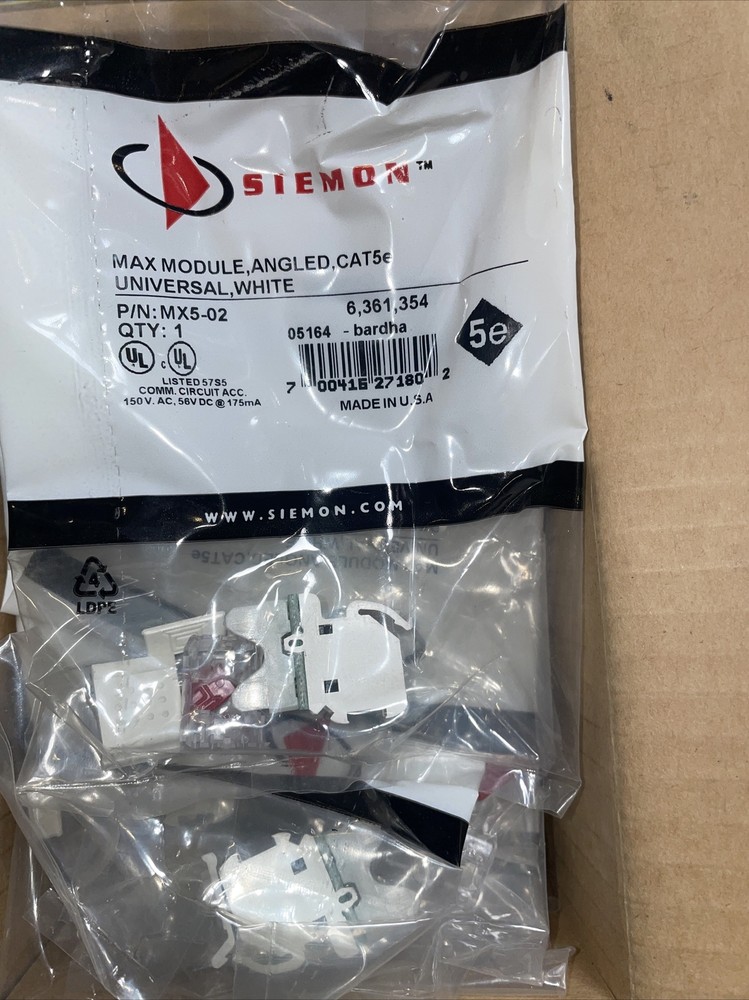 SIEMON™
MAX MODULE,ANGLED,CAT5e
UNIVERSAL,WHITE
P/N: MX5-02
6,361,354
QTY: 1
05164 - bardha
5e
UL
c UL
7 00416 27180 2
LISTED 57S5
COMM. CIRCUIT ACC.
150 V. AC, 56V DC @ 175mA
MADE IN U.S.A
WWW.SIEMON.COM
4
LDPE